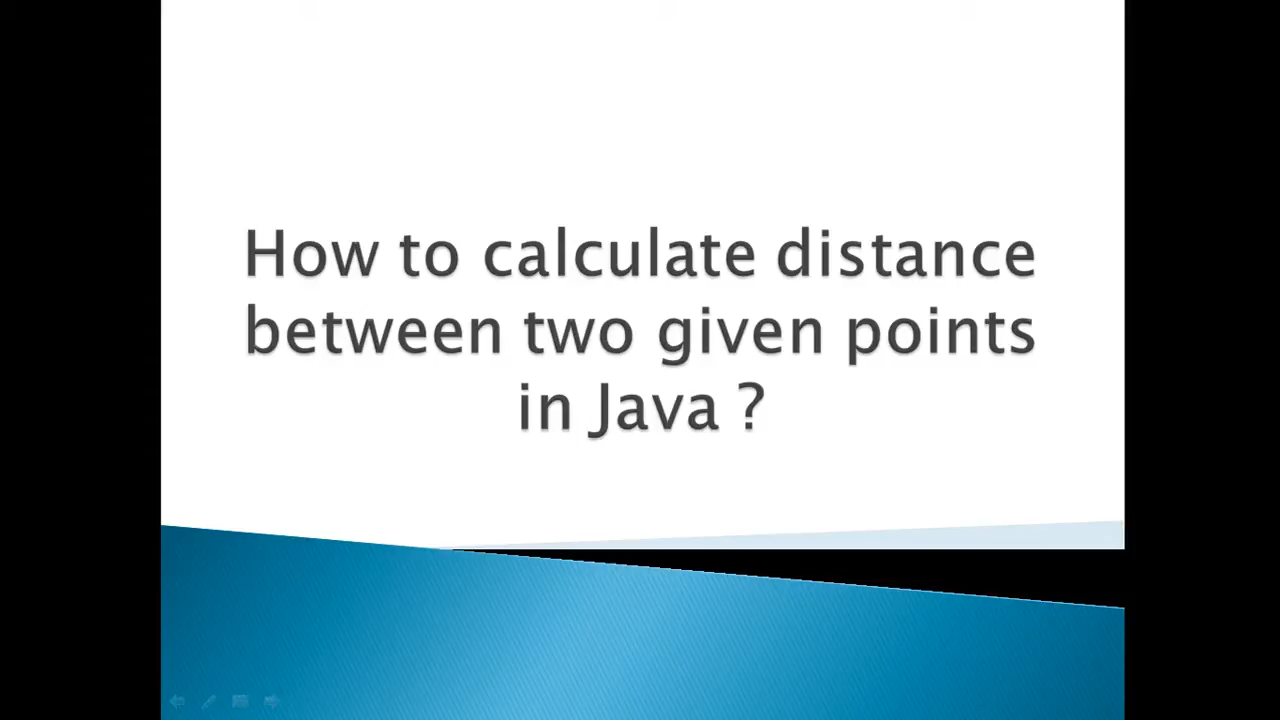 How to calculate distance
between two given points
in Java ?